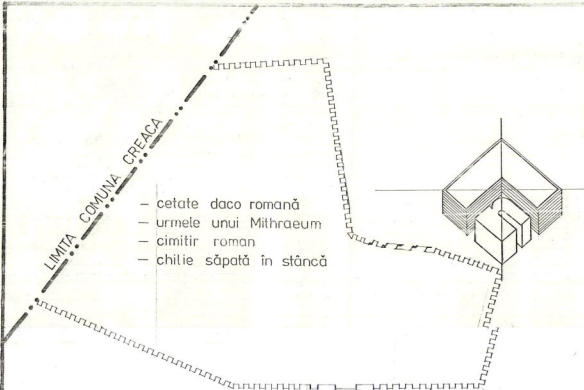 LIMITA COMUNA CREACA
– cetate daco romană
– urmele unui Mithraeum
– cimitir roman
– chilie săpată în stâncă